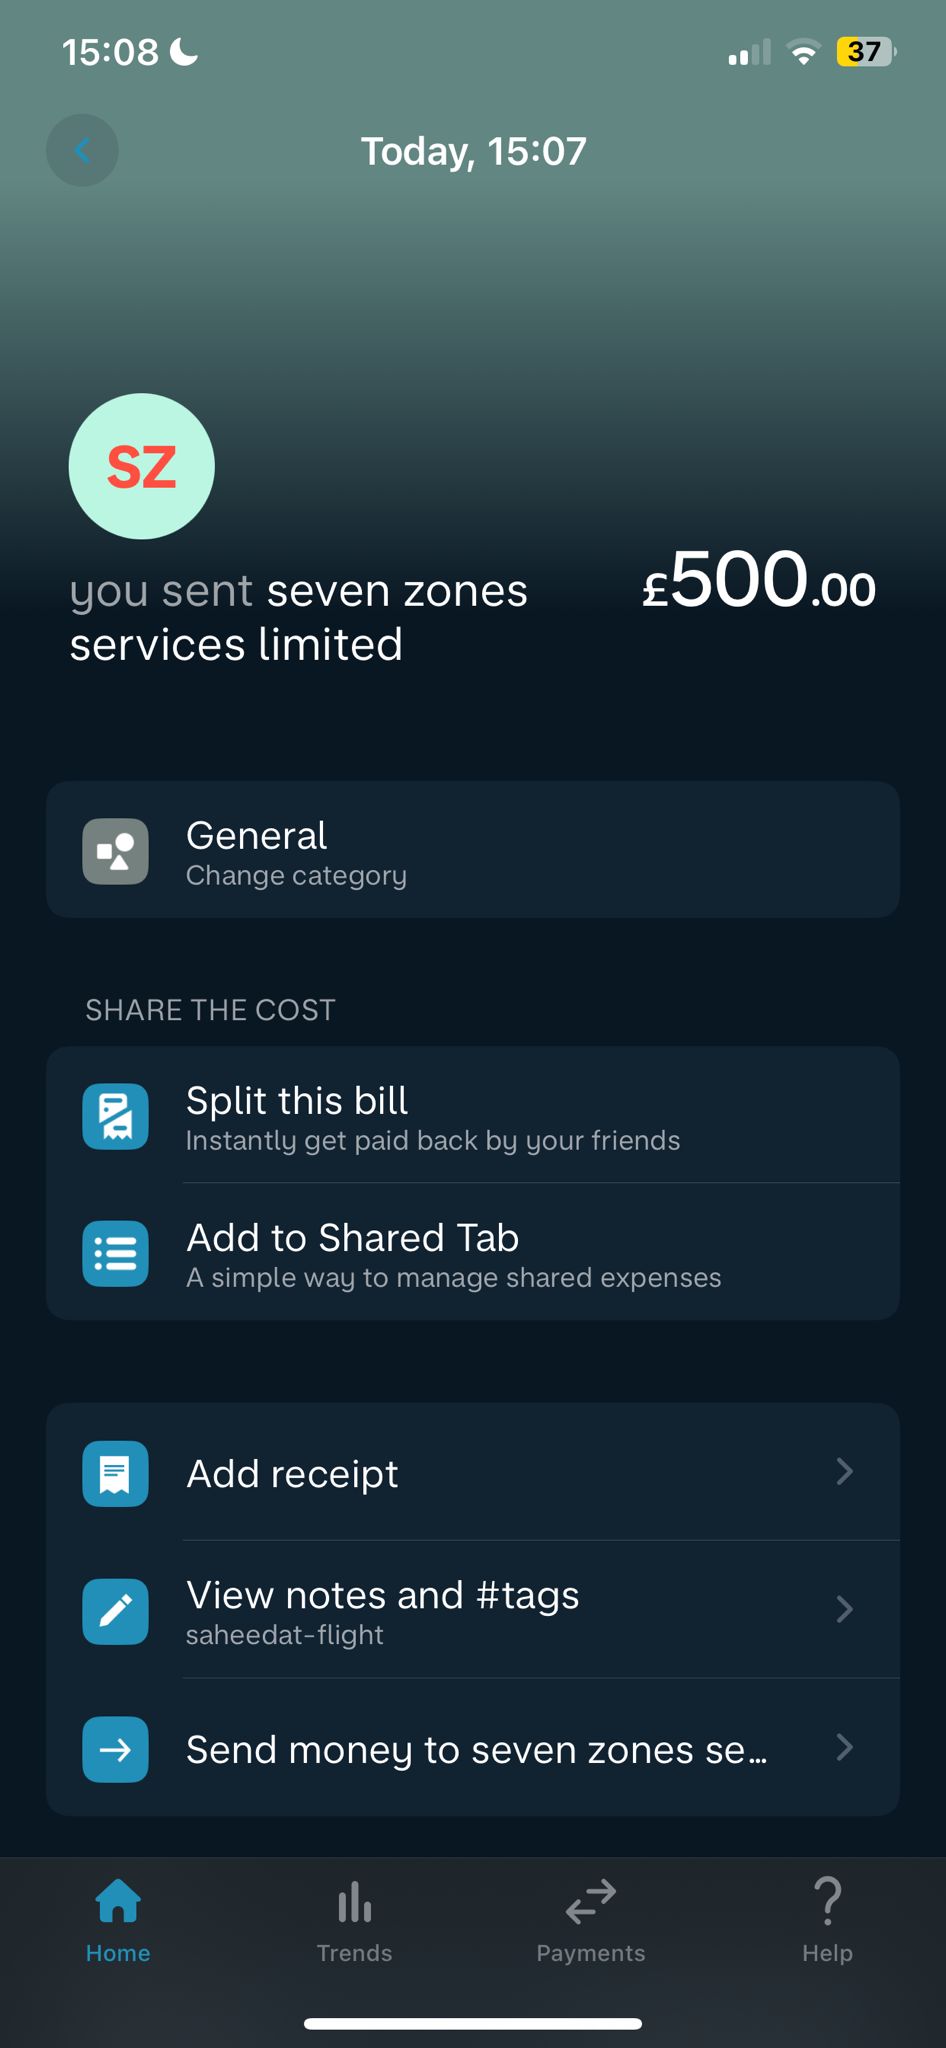 15:08
37
Today, 15:07
SZ
you sent seven zones
services limited
£500.00
General
Change category
SHARE THE COST
Split this bill
Instantly get paid back by your friends
Add to Shared Tab
A simple way to manage shared expenses
Add receipt
View notes and #tags
saheedat-flight
Send money to seven zones se...
Home
Trends
Payments
Help